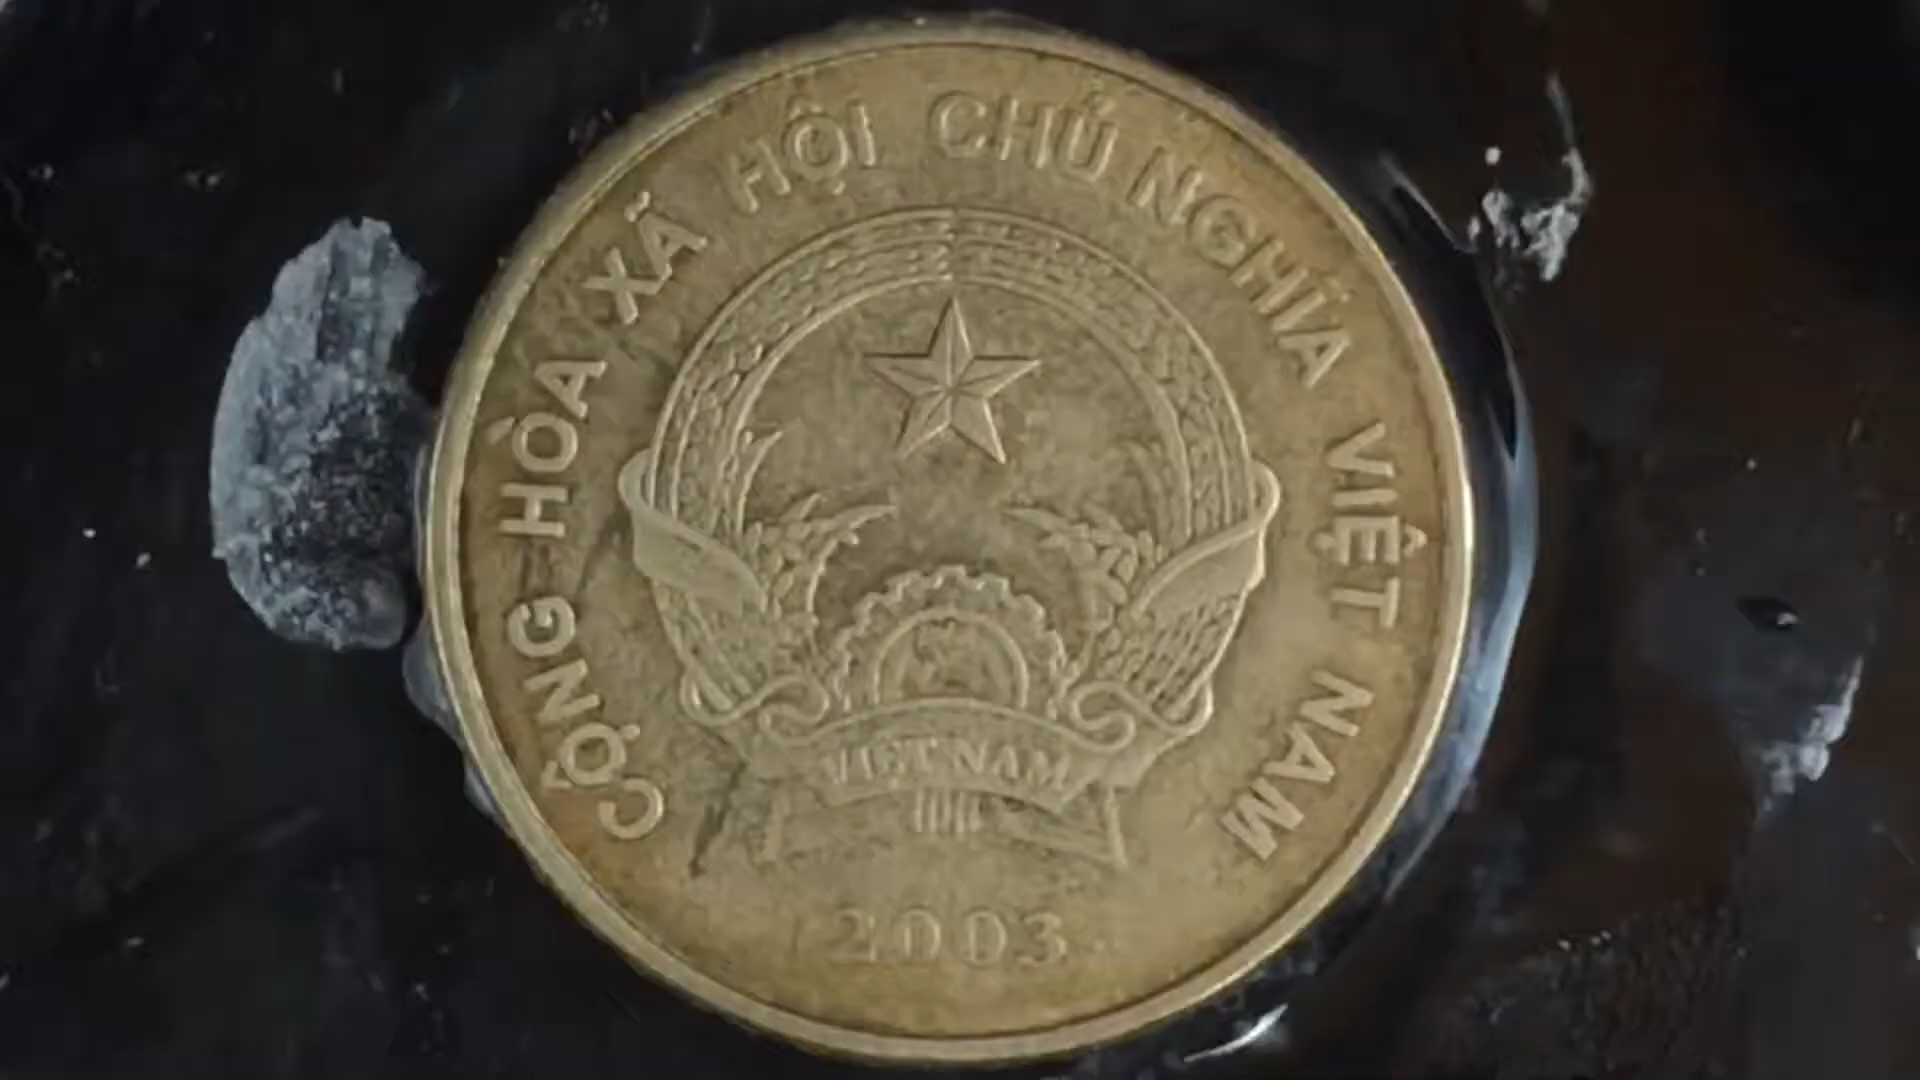 CỘNG HÒA XÃ HỘI CHỦ NGHĨA VIỆT NAM
VIỆT NAM
2003